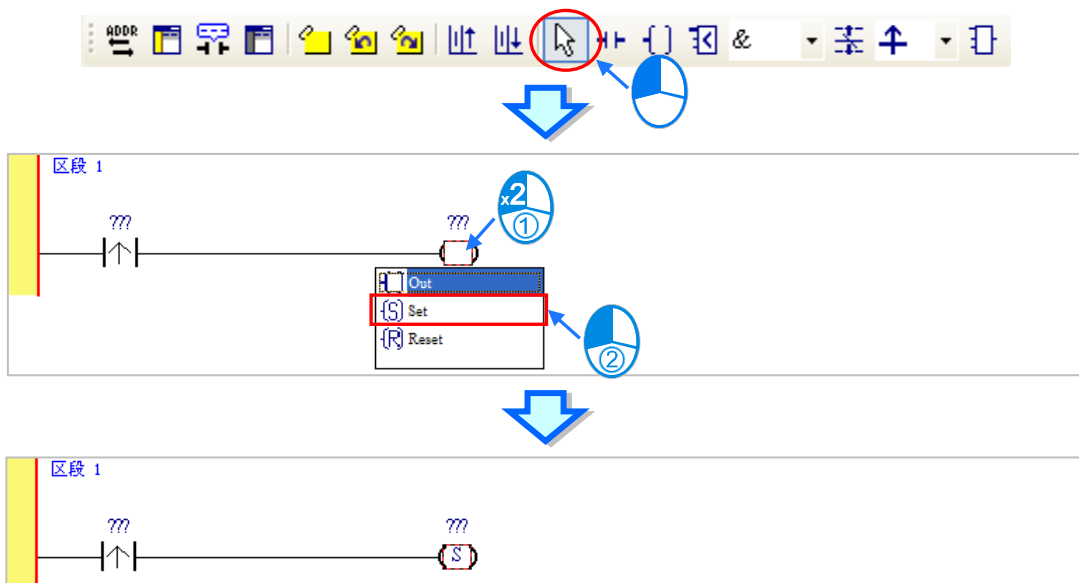 ADDR
&
区段 1
???
???
x2
①
Out
S Set
R Reset
②
区段 1
???
???
S